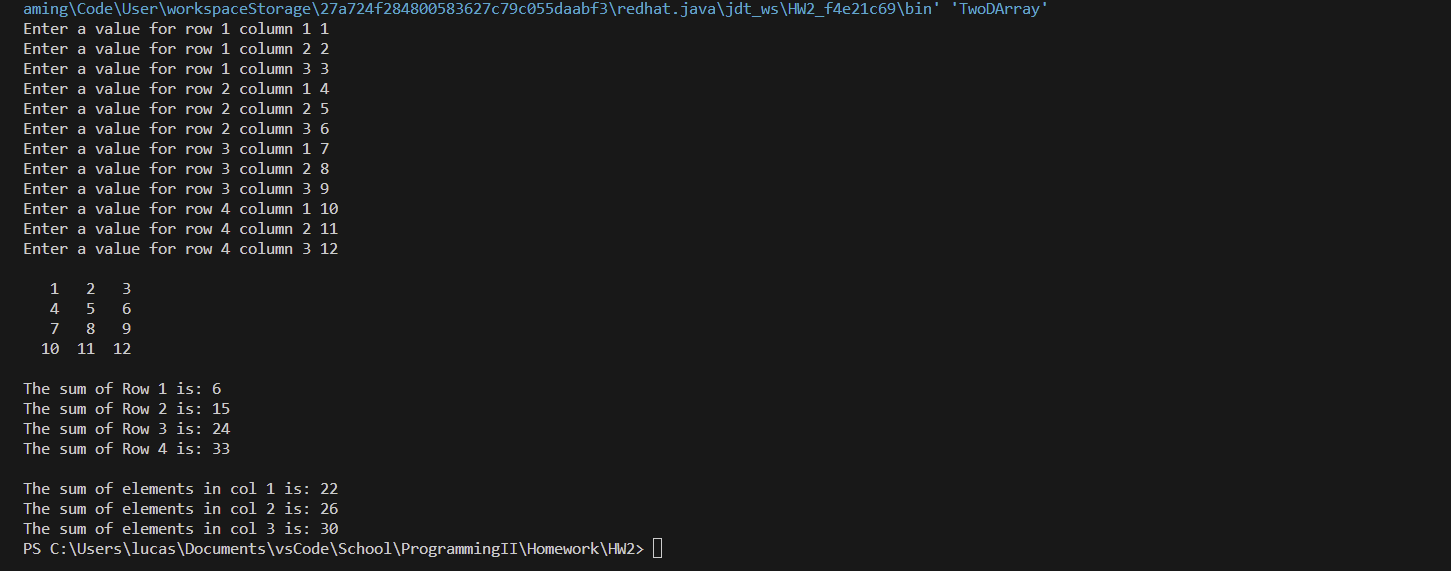 aming\Code\User\workspaceStorage\27a724f284800583627c79c055daabf3\redhat.java\jdt_ws\HW2_f4e21c69\bin' 'TwoDArray'
Enter a value for row 1 column 1 1
Enter a value for row 1 column 2 2
Enter a value for row 1 column 3 3
Enter a value for row 2 column 1 4
Enter a value for row 2 column 2 5
Enter a value for row 2 column 3 6
Enter a value for row 3 column 1 7
Enter a value for row 3 column 2 8
Enter a value for row 3 column 3 9
Enter a value for row 4 column 1 10
Enter a value for row 4 column 2 11
Enter a value for row 4 column 3 12
1 2 3
4 5 6
7 8 9
10 11 12
The sum of Row 1 is: 6
The sum of Row 2 is: 15
The sum of Row 3 is: 24
The sum of Row 4 is: 33
The sum of elements in col 1 is: 22
The sum of elements in col 2 is: 26
The sum of elements in col 3 is: 30
PS C:\Users\lucas\Documents\vsCode\School\ProgrammingII\Homework\HW2>